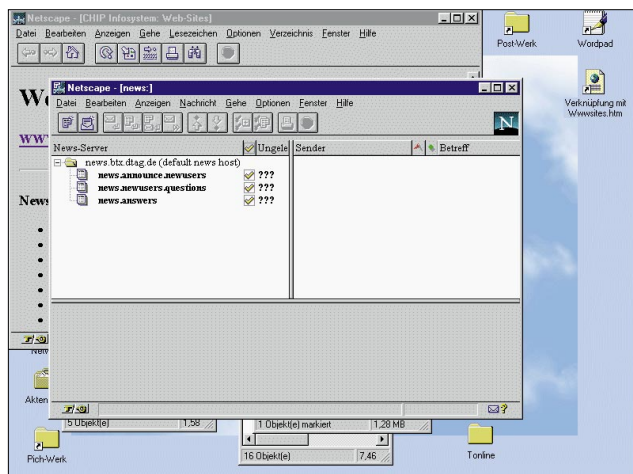 Netscape - [CHIP Infosystem: Web-Sites]
Datei Bearbeiten Anzeigen Gehe Lesezeichen Optionen Verzeichnis Fenster Hilfe
Post-Werk
Wordpad
Verknüpfung mit
Wwwsites.htm
Netscape - [news:]
Datei Bearbeiten Anzeigen Nachricht Gehe Optionen Fenster Hilfe
N
News-Server Ungele Sender Betreff
news.btx.dtag.de (default news host)
news.announce.newusers ???
news.newusers.questions ???
news.answers ???
We
WWW
News
Netw
Akten
Pich-Werk
5 Objekt(e) 1,58
1 Objekt(e) markiert 1,28 MB
16 Objekt(e) 7,46
Tonline